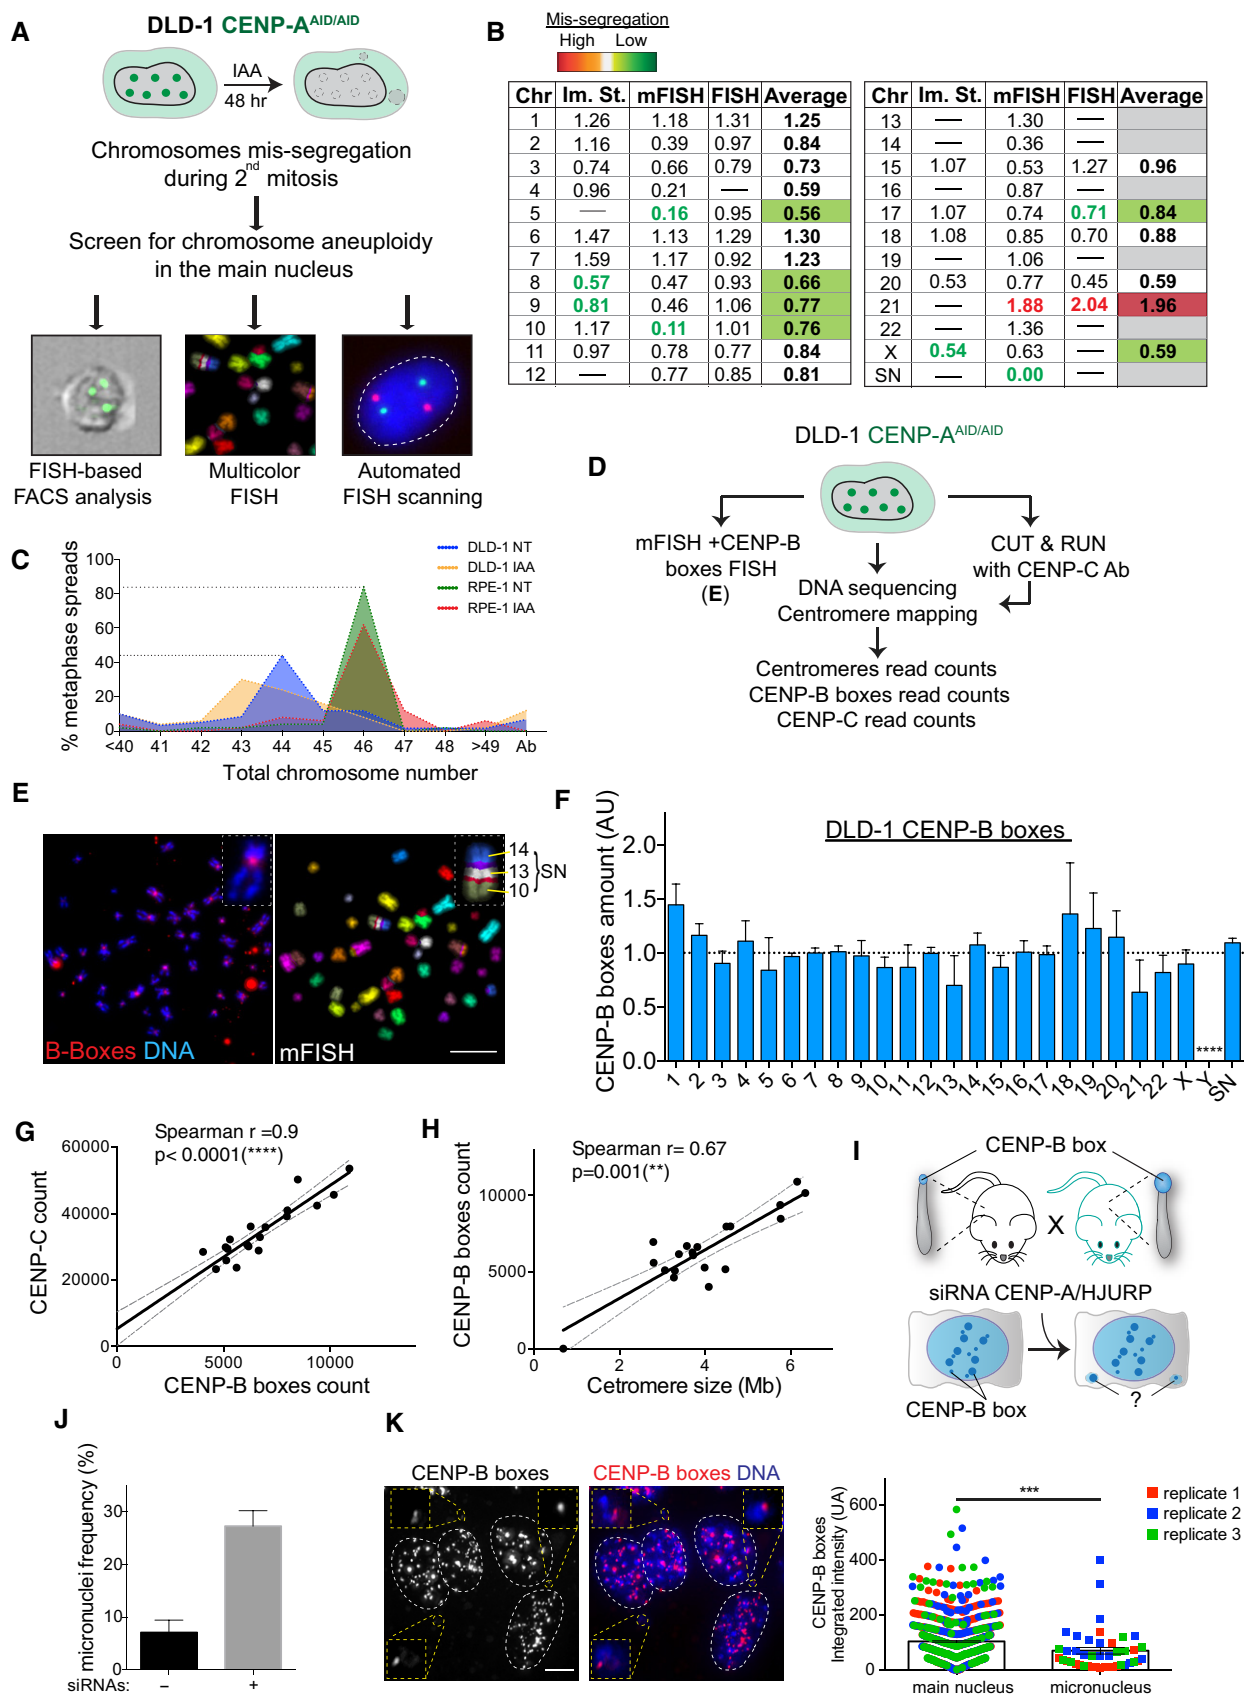 A
DLD-1 CENP-A^AID/AID
IAA
48 hr
Chromosomes mis-segregation
during 2nd mitosis
Screen for chromosome aneuploidy
in the main nucleus
FISH-based
FACS analysis
Multicolor
FISH
Automated
FISH scanning
B
Mis-segregation
High Low
Chr Im. St. mFISH FISH Average
1 1.26 1.18 1.31 1.25
2 1.16 0.39 0.97 0.84
3 0.74 0.66 0.79 0.73
4 0.96 0.21 — 0.59
5 — 0.16 0.95 0.56
6 1.47 1.13 1.29 1.30
7 1.59 1.17 0.92 1.23
8 0.57 0.47 0.93 0.66
9 0.81 0.46 1.06 0.77
10 1.17 0.11 1.01 0.76
11 0.97 0.78 0.77 0.84
12 — 0.77 0.85 0.81
Chr Im. St. mFISH FISH Average
13 — 1.30 —
14 — 0.36 —
15 1.07 0.53 1.27 0.96
16 — 0.87 —
17 1.07 0.74 0.71 0.84
18 1.08 0.85 0.70 0.88
19 — 1.06 —
20 0.53 0.77 0.45 0.59
21 — 1.88 2.04 1.96
22 — 1.36 —
X 0.54 0.63 — 0.59
SN — 0.00 —
C
% metaphase spreads
100
80
60
40
20
0
<40 41 42 43 44 45 46 47 48 >49 Ab
Total chromosome number
DLD-1 NT
DLD-1 IAA
RPE-1 NT
RPE-1 IAA
D
DLD-1 CENP-A^AID/AID
mFISH +CENP-B
boxes FISH
(E)
CUT & RUN
with CENP-C Ab
DNA sequencing
Centromere mapping
Centromeres read counts
CENP-B boxes read counts
CENP-C read counts
E
B-Boxes DNA
mFISH
14
13
10
SN
F
DLD-1 CENP-B boxes
CENP-B boxes amount (AU)
2.0
1.5
1.0
0.5
0.0
****
1 2 3 4 5 6 7 8 9 10 11 12 13 14 15 16 17 18 19 20 21 22 X Y SN
G
Spearman r =0.9
p< 0.0001(****)
CENP-C count
60000
40000
20000
0
0 5000 10000
CENP-B boxes count
H
Spearman r= 0.67
p=0.001(**)
CENP-B boxes count
10000
5000
0
0 2 4 6
Cetromere size (Mb)
I
CENP-B box
X
siRNA CENP-A/HJURP
CENP-B box
?
J
micronuclei frequency (%)
30
20
10
0
siRNAs: – +
K
CENP-B boxes
CENP-B boxes DNA
CENP-B boxes
Integrated intensity (UA)
600
400
200
0
***
replicate 1
replicate 2
replicate 3
main nucleus micronucleus